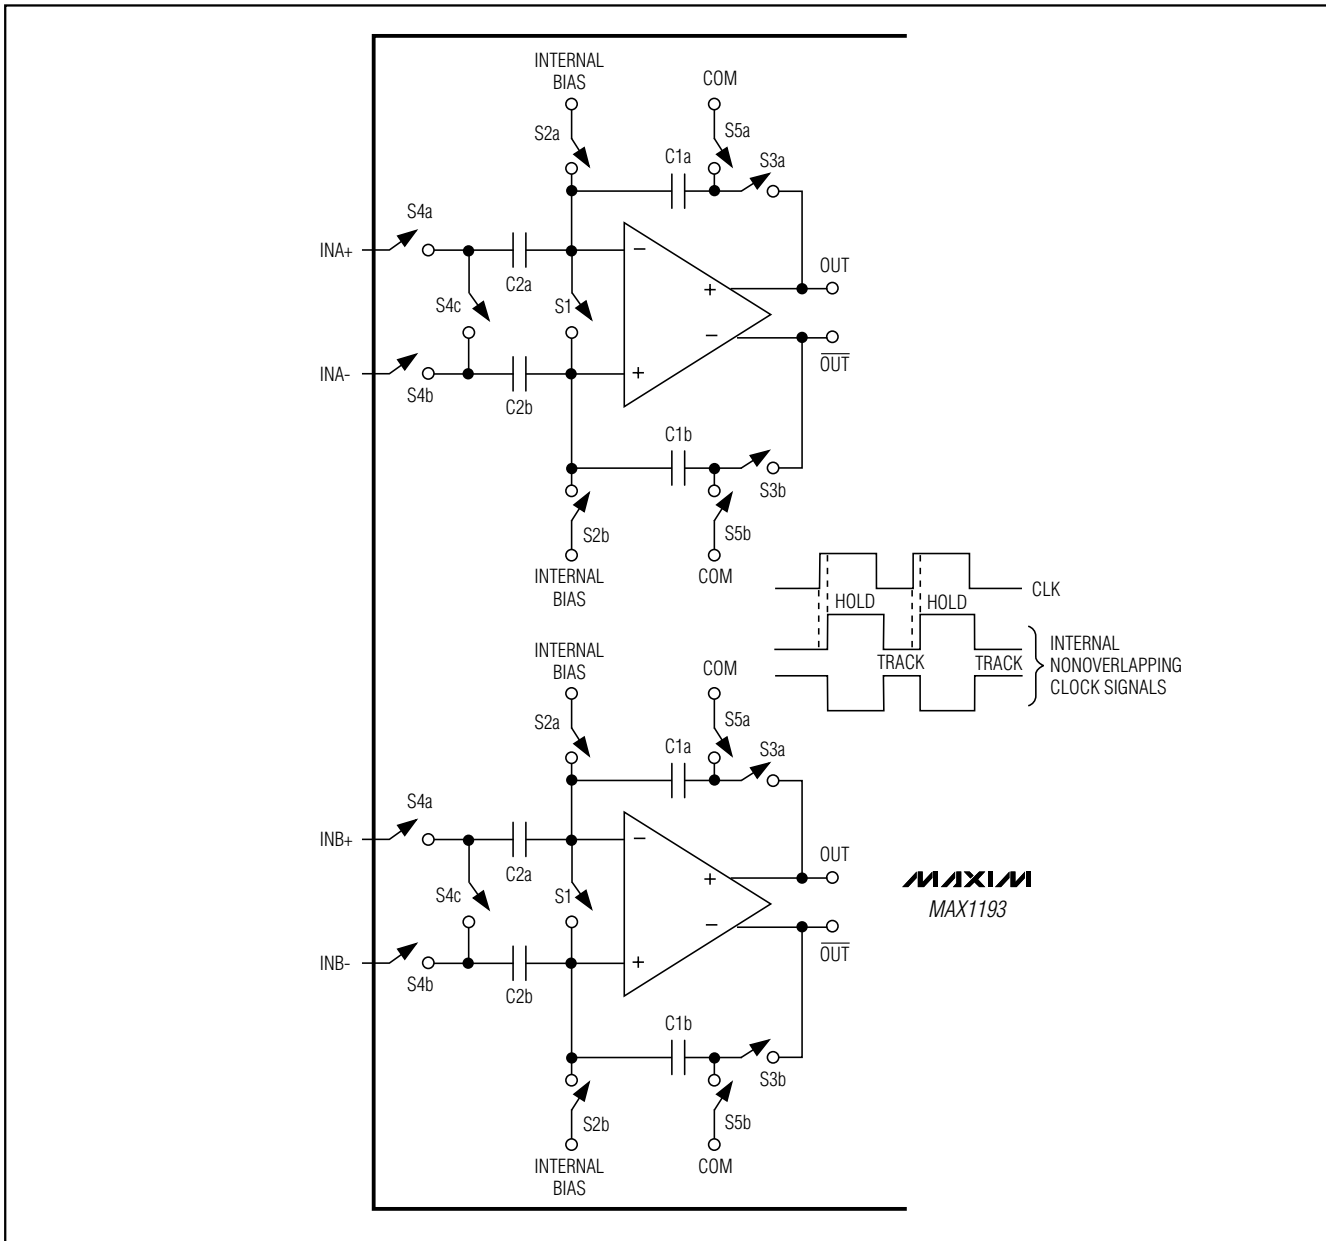 INTERNAL
BIAS
COM
S2a
S5a
C1a
S3a
S4a
INA+
−
C2a
S4c
S1
OUT
+
−
OUT
INA-
+
S4b
C2b
C1b
S3b
S2b
S5b
INTERNAL
BIAS
COM
CLK
HOLD
HOLD
TRACK
TRACK
INTERNAL
NONOVERLAPPING
CLOCK SIGNALS
INTERNAL
BIAS
COM
S2a
S5a
C1a
S3a
S4a
INB+
−
C2a
S4c
S1
OUT
+
−
OUT
MAXIM
MAX1193
INB-
+
S4b
C2b
C1b
S3b
S2b
S5b
INTERNAL
BIAS
COM